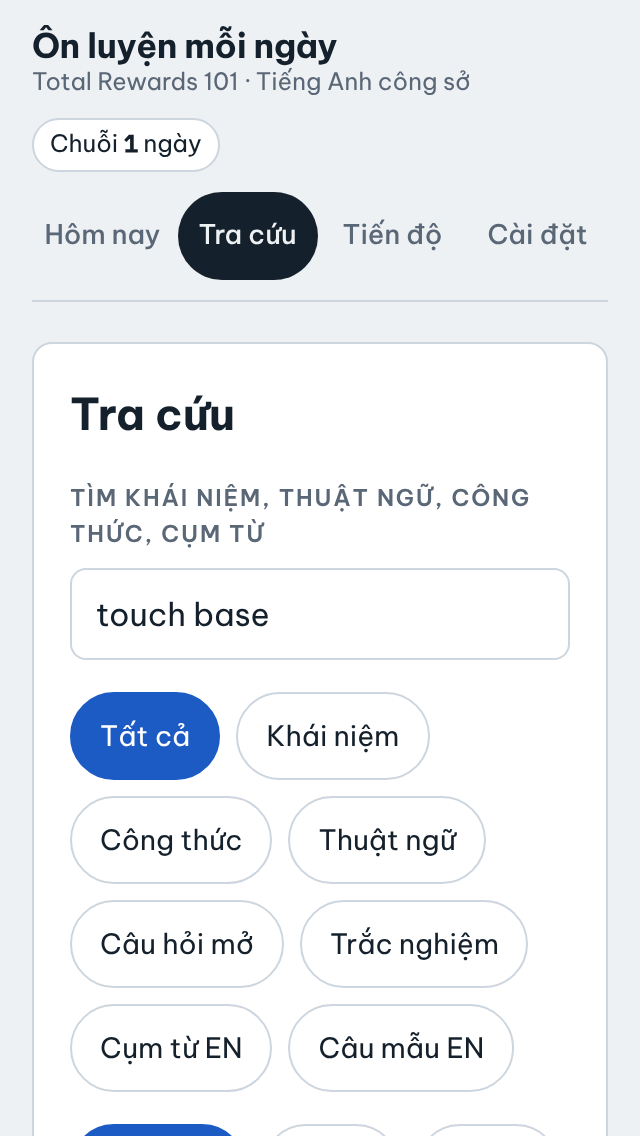 Ôn luyện mỗi ngày
Total Rewards 101 · Tiếng Anh công sở
Chuỗi 1 ngày
Hôm nay Tra cứu Tiến độ Cài đặt
Tra cứu
TÌM KHÁI NIỆM, THUẬT NGỮ, CÔNG
THỨC, CỤM TỪ
touch base
Tất cả Khái niệm
Công thức Thuật ngữ
Câu hỏi mở Trắc nghiệm
Cụm từ EN Câu mẫu EN